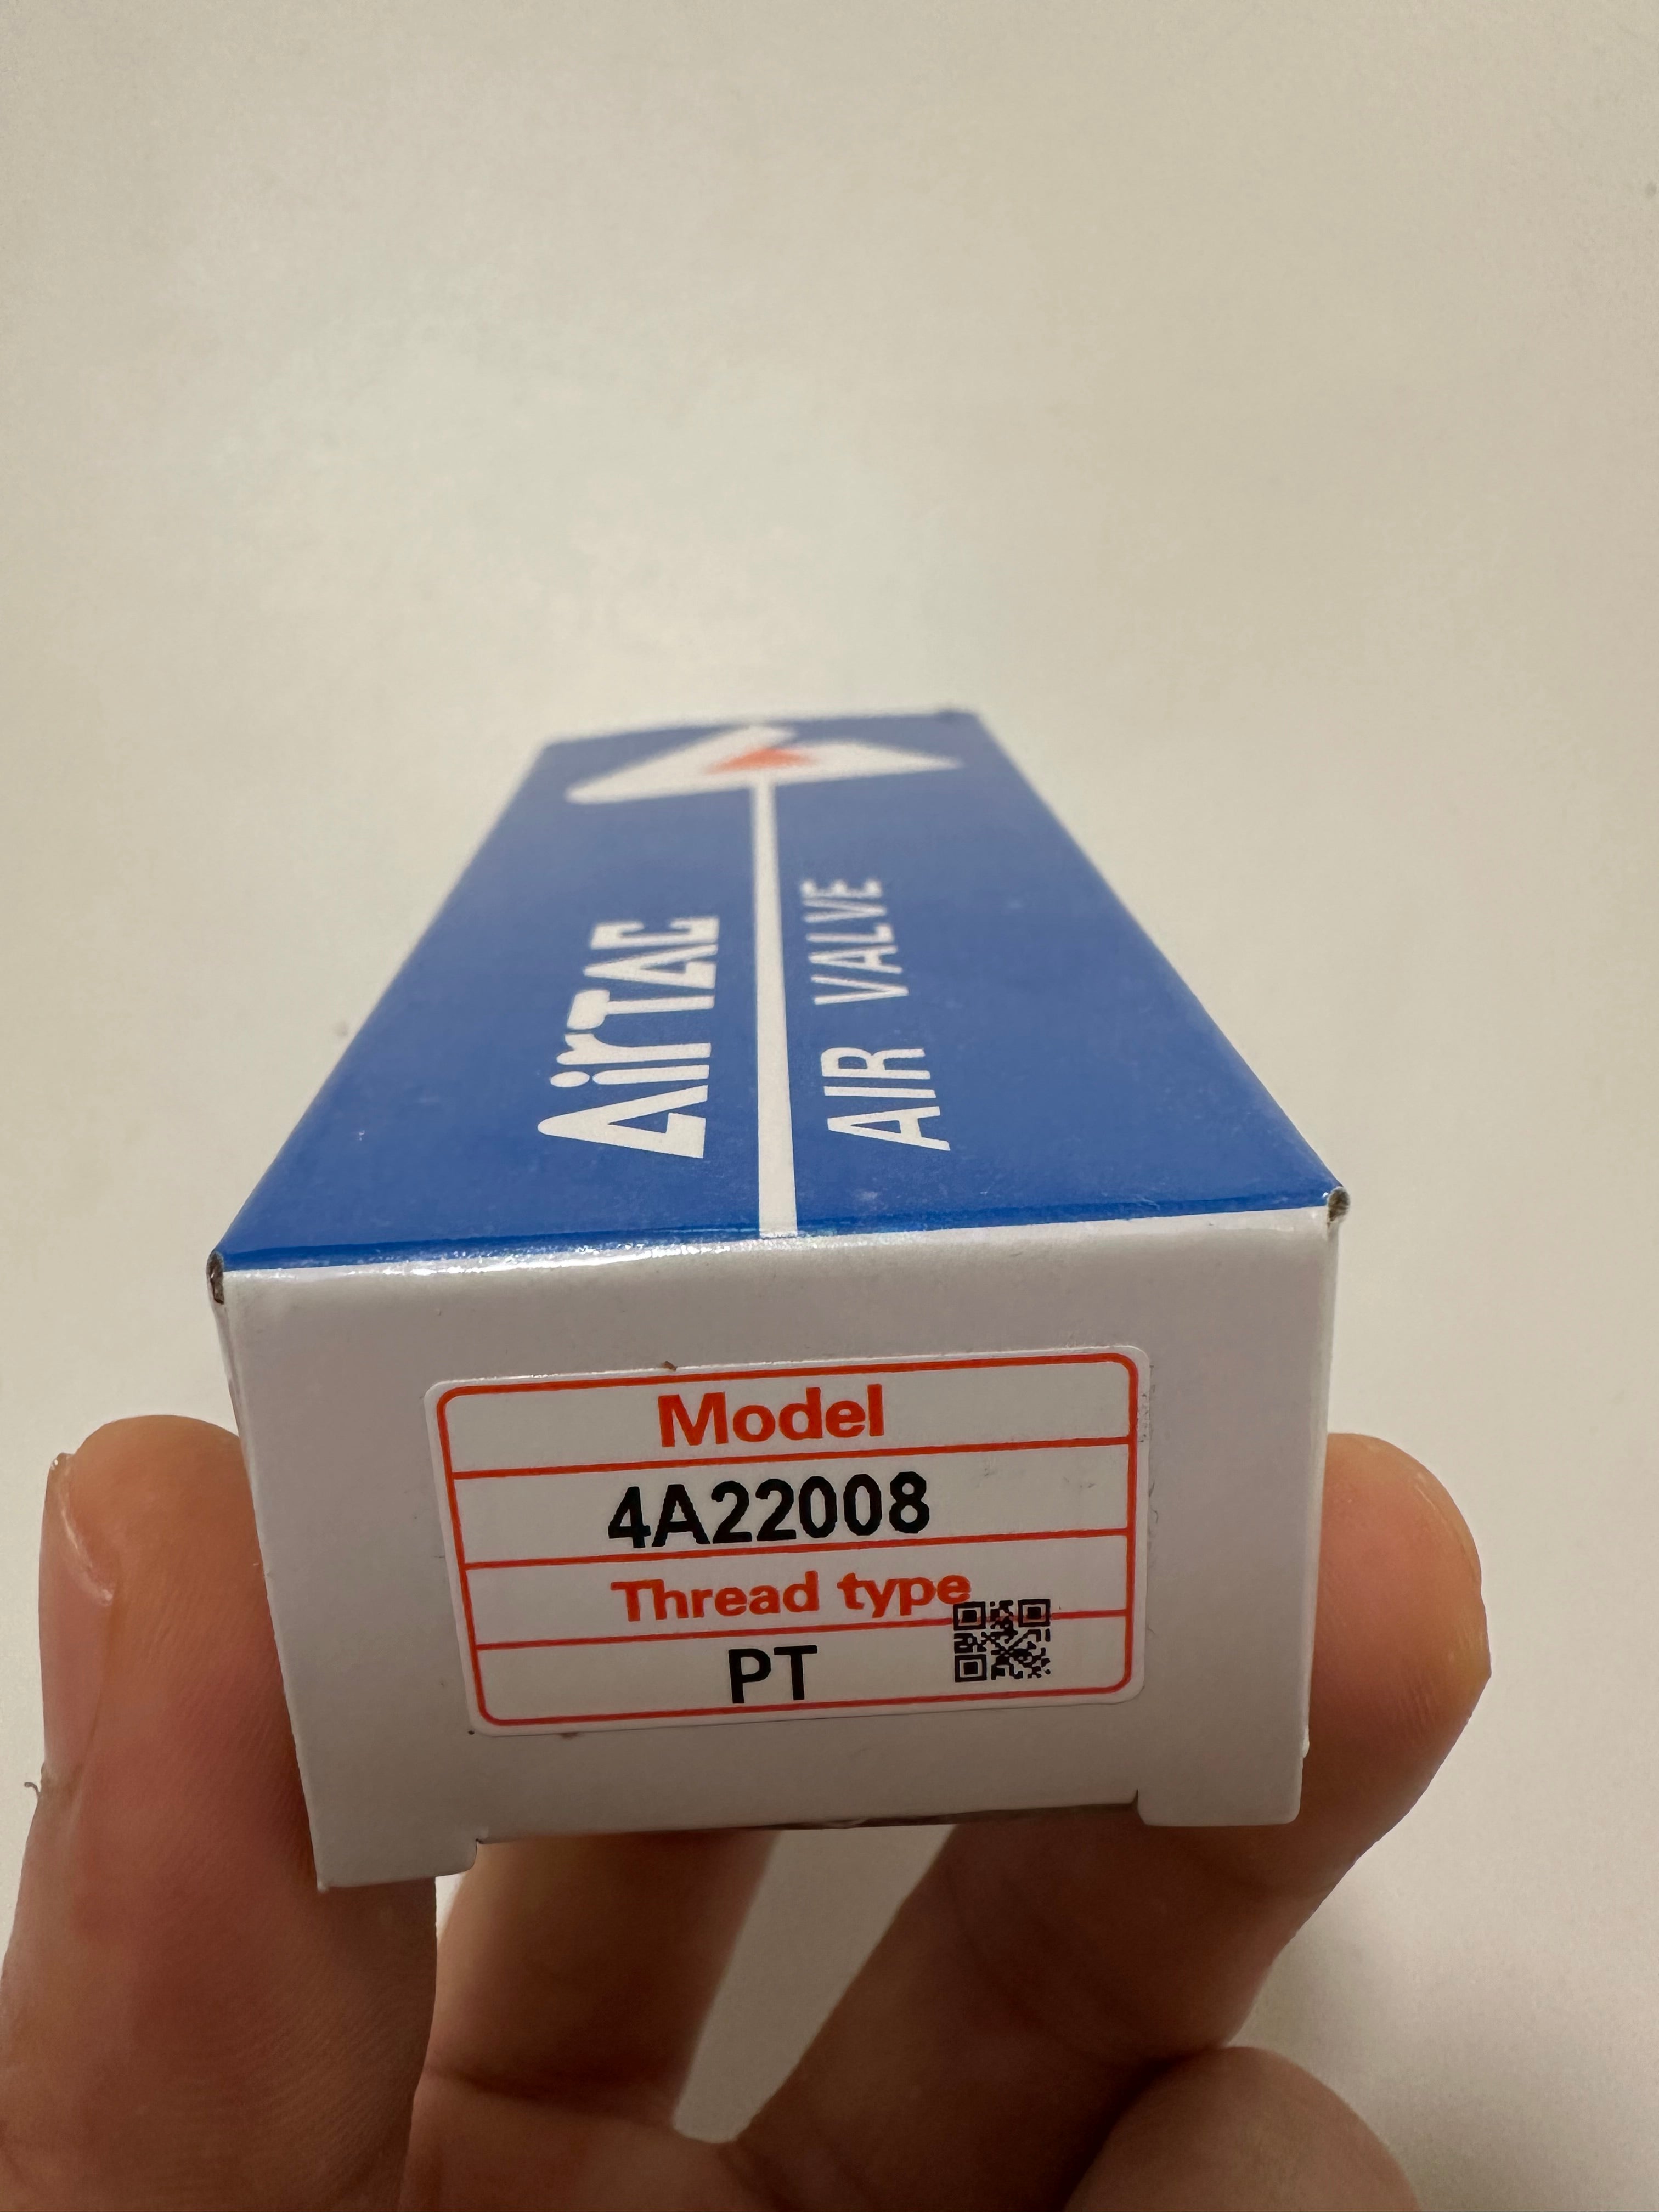 AirTAC
AIR VALVE
Model
4A22008
Thread type
PT